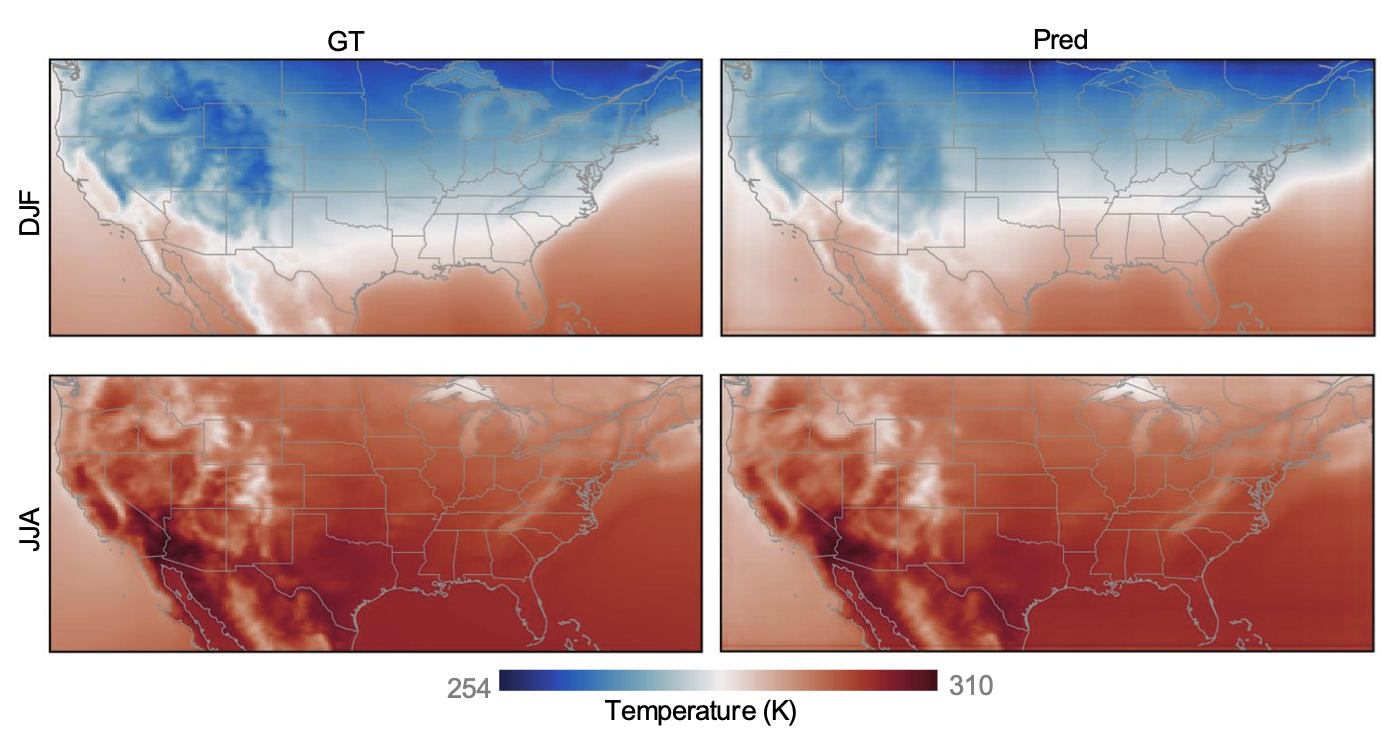 GT
Pred
DJF
JJA
254
310
Temperature (K)